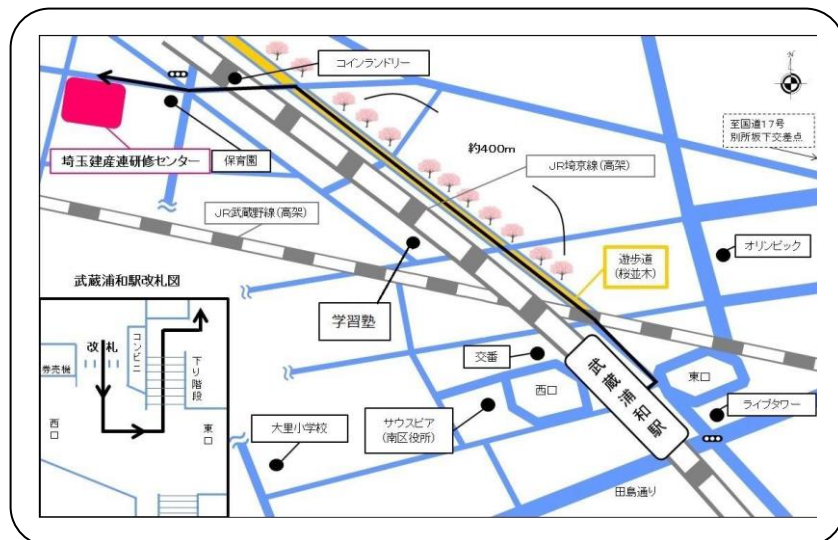 コインランドリー
N
至国道17号
別所坂下交差点
埼玉建産連研修センター
保育園
約400m
JR埼京線(高架)
JR武蔵野線(高架)
オリンピック
遊歩道
(桜並木)
学習塾
武蔵浦和駅改札図
改札
コンビニ
券売機
下り階段
西口
東口
交番
西口
武蔵浦和駅
東口
ライブタワー
サウスピア
(南区役所)
大里小学校
田島通り